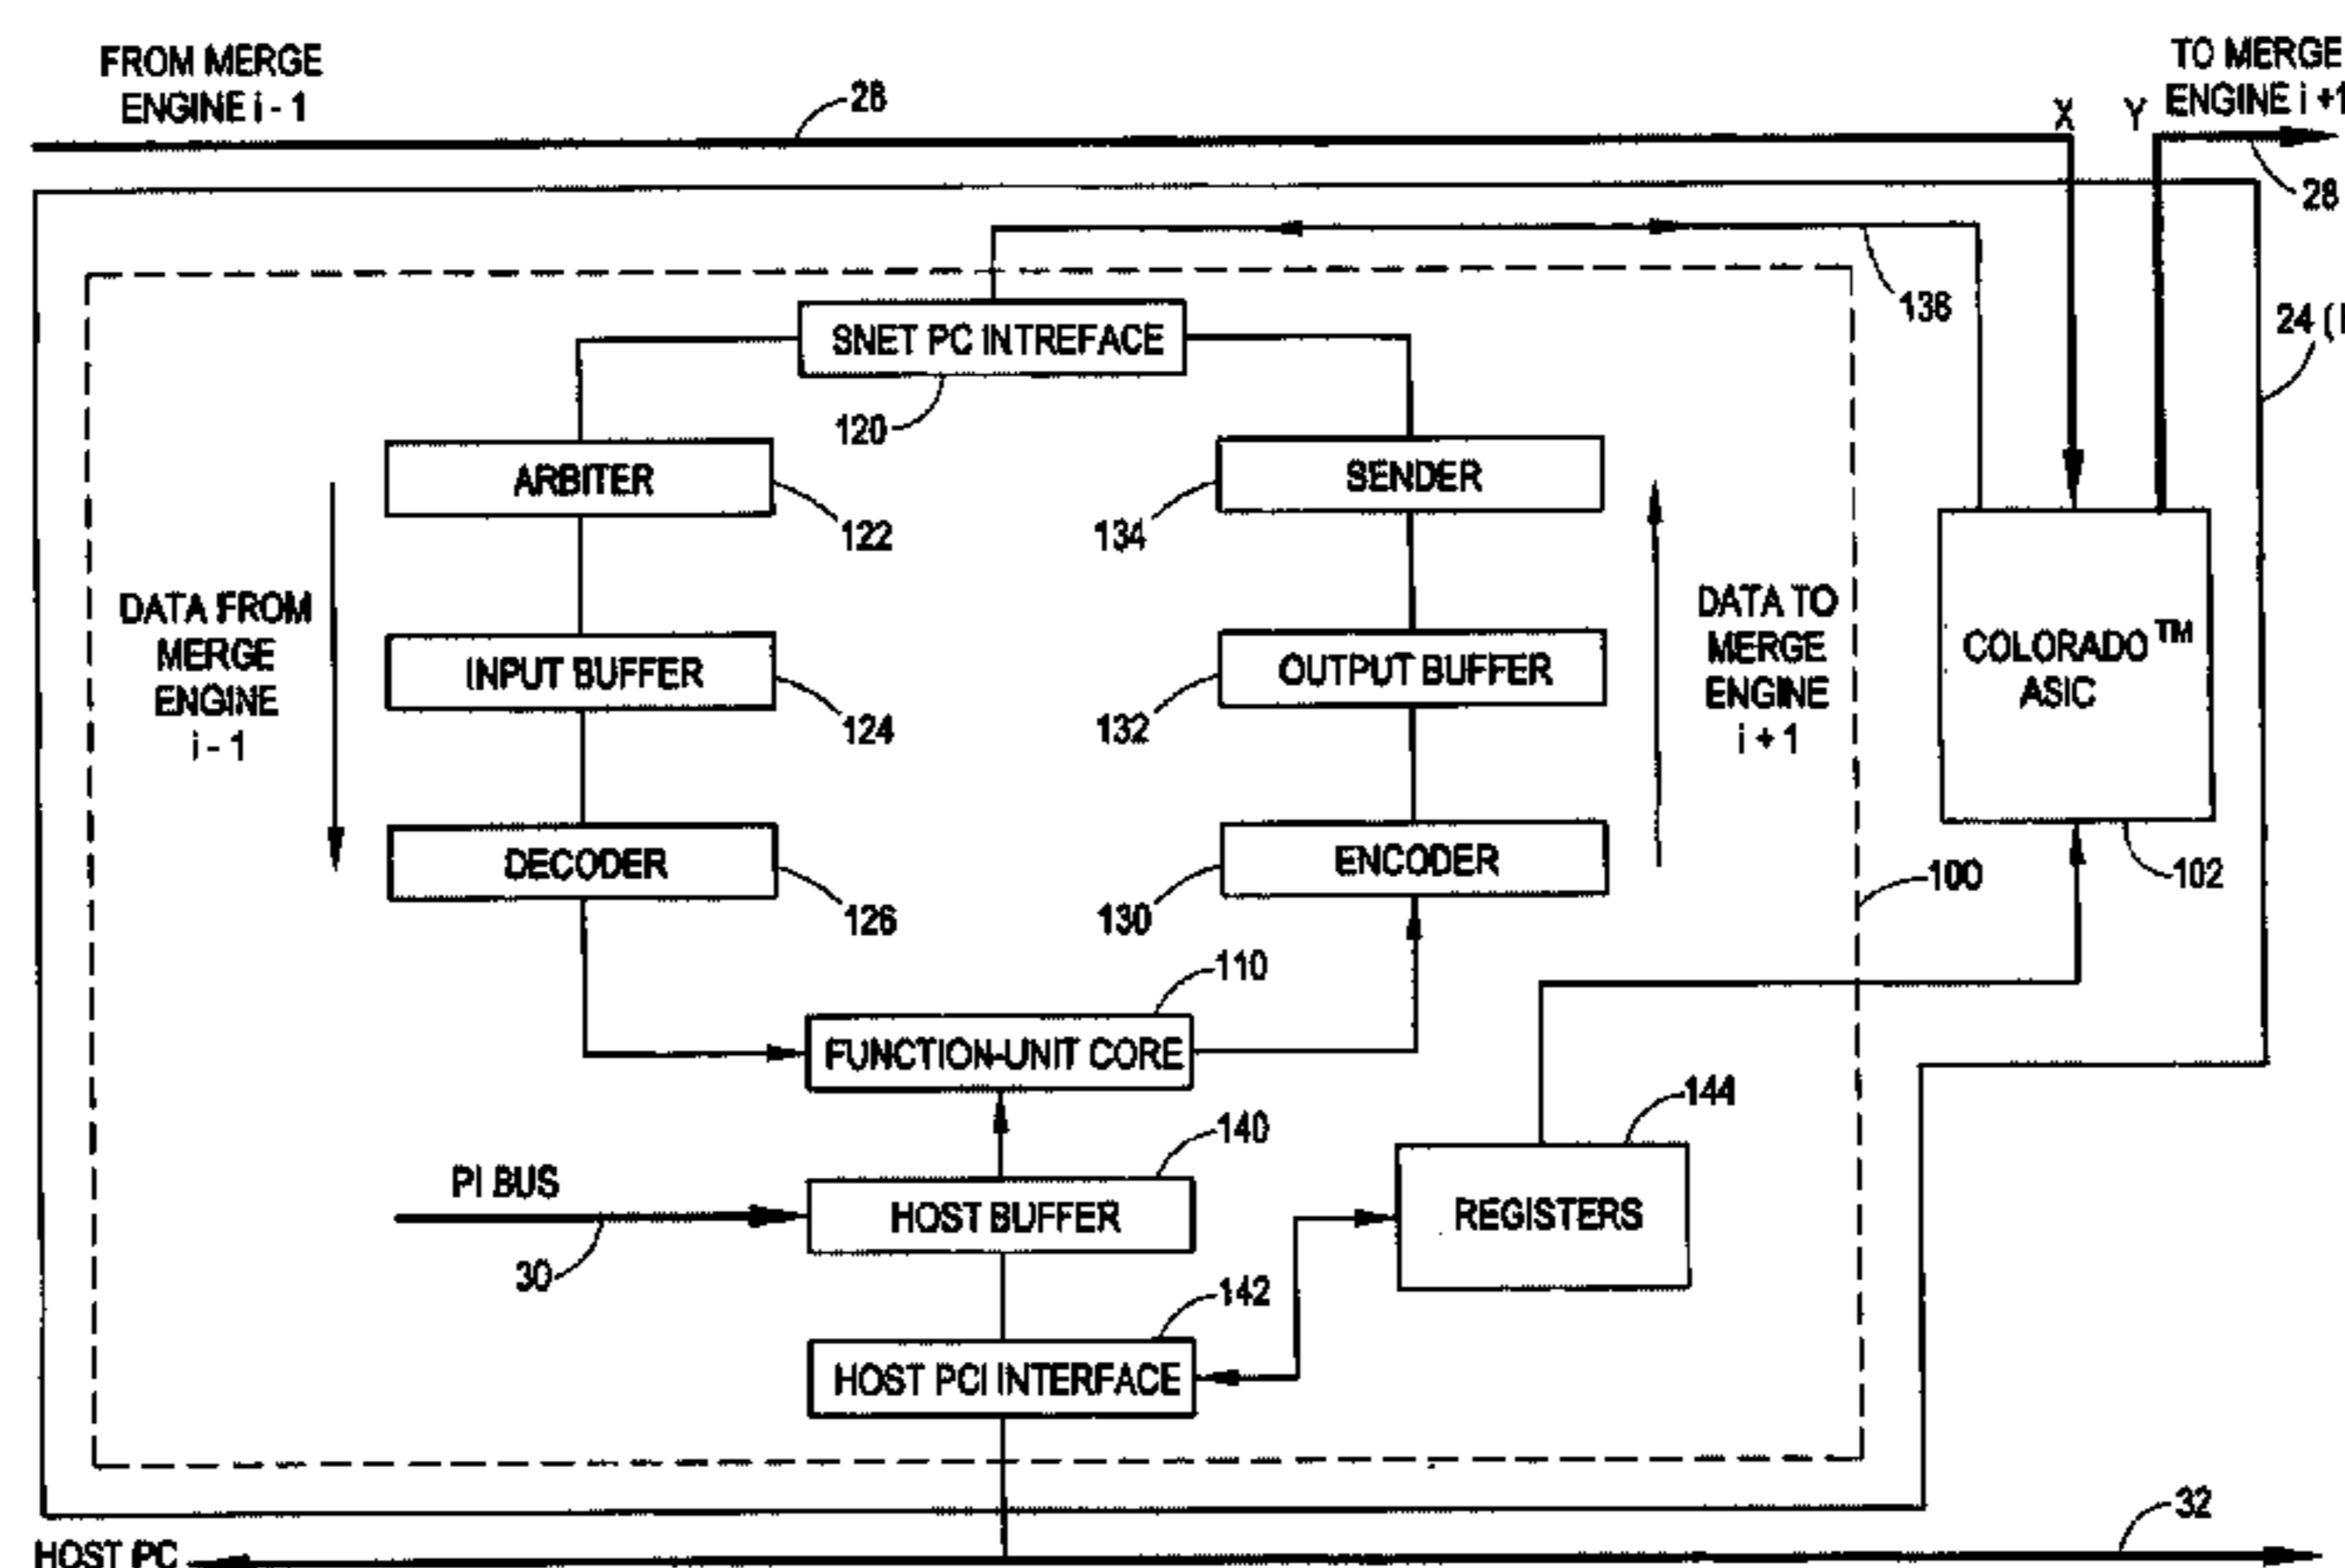 FROM MERGE
ENGINE i - 1
28
X
Y
TO MERGE
ENGINE i +1
28
136
24 (
SNET PC INTREFACE
120
ARBITER
122
SENDER
134
DATA FROM
MERGE
ENGINE
i - 1
INPUT BUFFER
124
OUTPUT BUFFER
132
DATA TO
MERGE
ENGINE
i + 1
COLORADO™
ASIC
102
DECODER
126
ENCODER
130
100
110
FUNCTION-UNIT CORE
PI BUS
30
140
HOST BUFFER
144
REGISTERS
142
HOST PCI INTERFACE
HOST PC
32